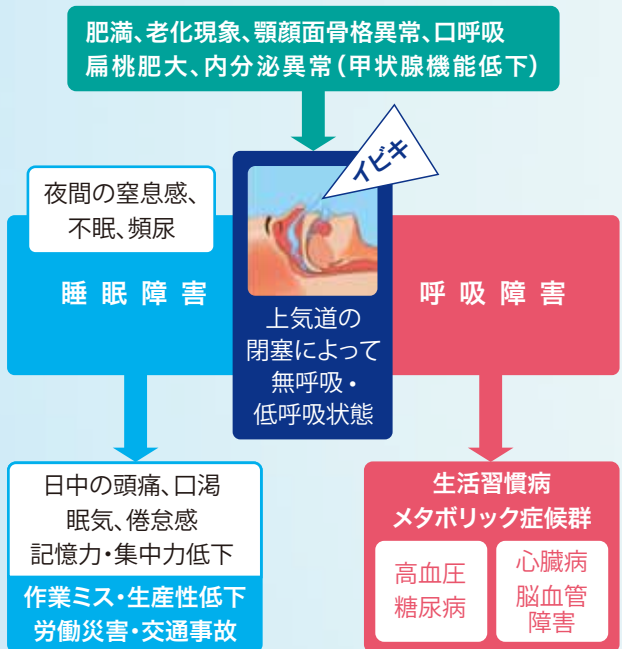 肥満、老化現象、顎顔面骨格異常、口呼吸
扁桃肥大、内分泌異常（甲状腺機能低下）
イビキ
夜間の窒息感、
不眠、頻尿
睡眠障害
上気道の
閉塞によって
無呼吸・
低呼吸状態
呼吸障害
日中の頭痛、口渇
眠気、倦怠感
記憶力・集中力低下
作業ミス・生産性低下
労働災害・交通事故
生活習慣病
メタボリック症候群
高血圧
糖尿病
心臓病
脳血管
障害